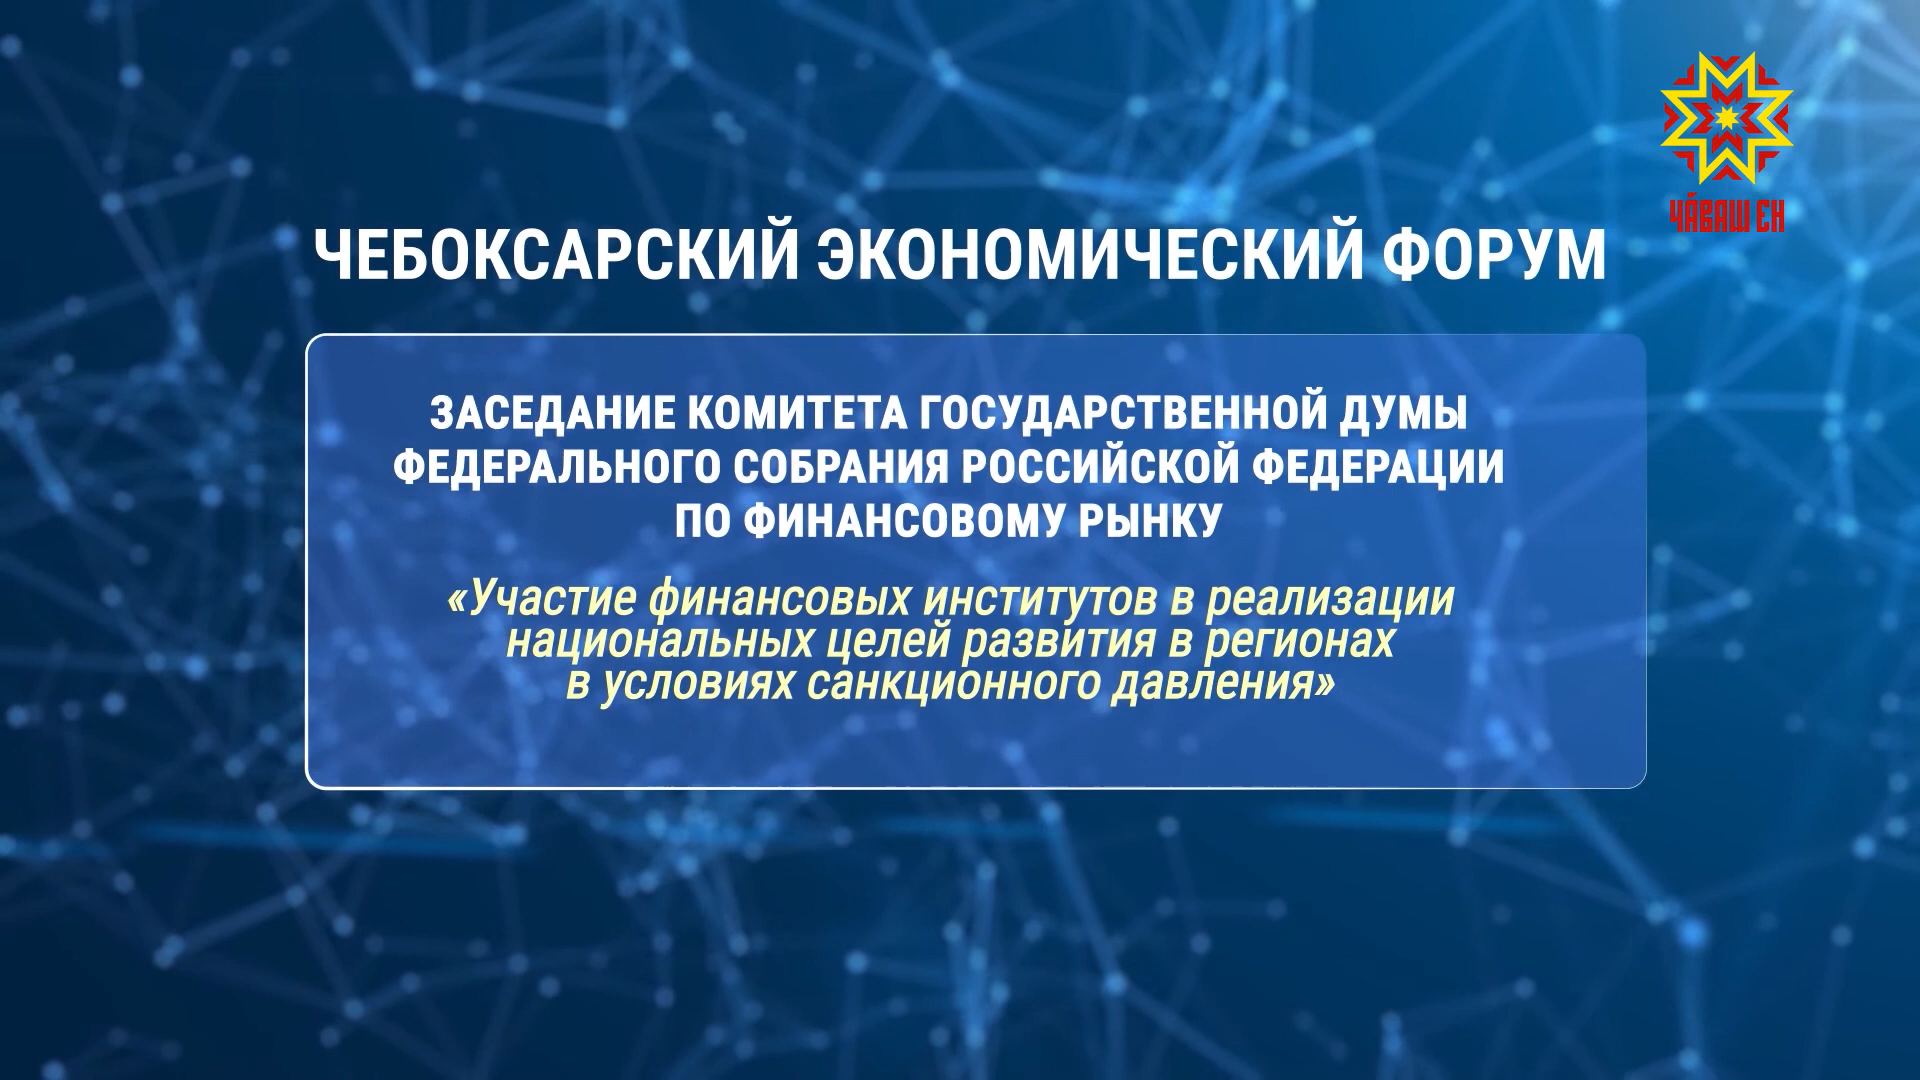 ЧӐВАШ ЕН
ЧЕБОКСАРСКИЙ ЭКОНОМИЧЕСКИЙ ФОРУМ
ЗАСЕДАНИЕ КОМИТЕТА ГОСУДАРСТВЕННОЙ ДУМЫ
ФЕДЕРАЛЬНОГО СОБРАНИЯ РОССИЙСКОЙ ФЕДЕРАЦИИ
ПО ФИНАНСОВОМУ РЫНКУ
«Участие финансовых институтов в реализации
национальных целей развития в регионах
в условиях санкционного давления»